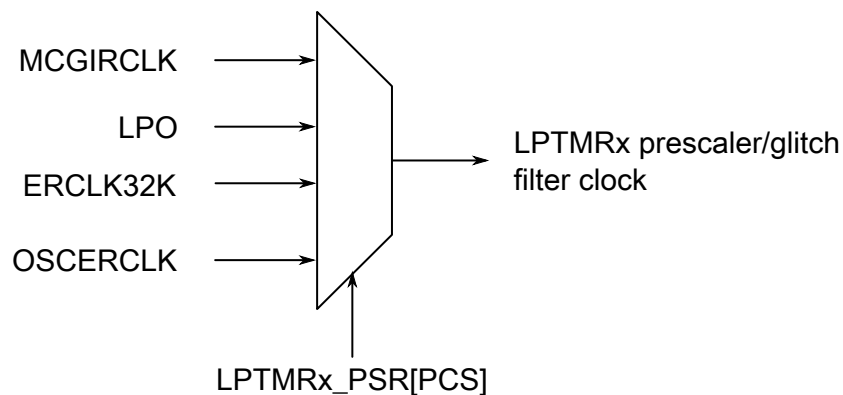 MCGIRCLK
LPO
ERCLK32K
OSCERCLK
LPTMRx prescaler/glitch
filter clock
LPTMRx_PSR[PCS]